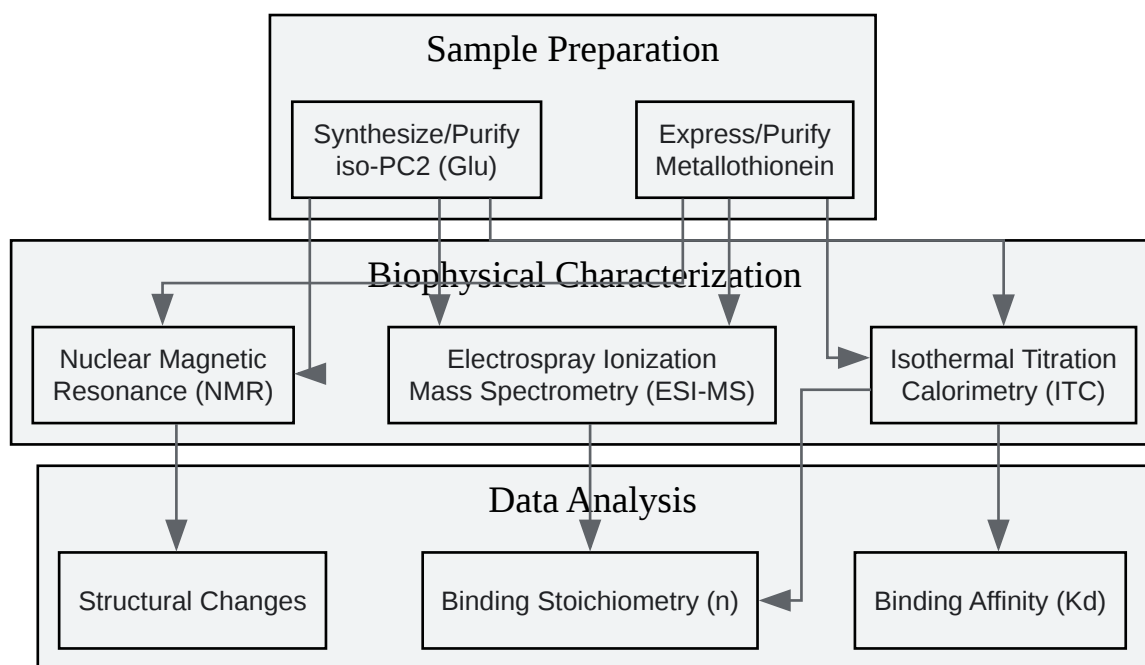 Sample Preparation
Synthesize/Purify
iso-PC2 (Glu)
Express/Purify
Metallothionein
Biophysical Characterization
Nuclear Magnetic
Resonance (NMR)
Electrospray Ionization
Mass Spectrometry (ESI-MS)
Isothermal Titration
Calorimetry (ITC)
Data Analysis
Structural Changes
Binding Stoichiometry (n)
Binding Affinity (Kd)